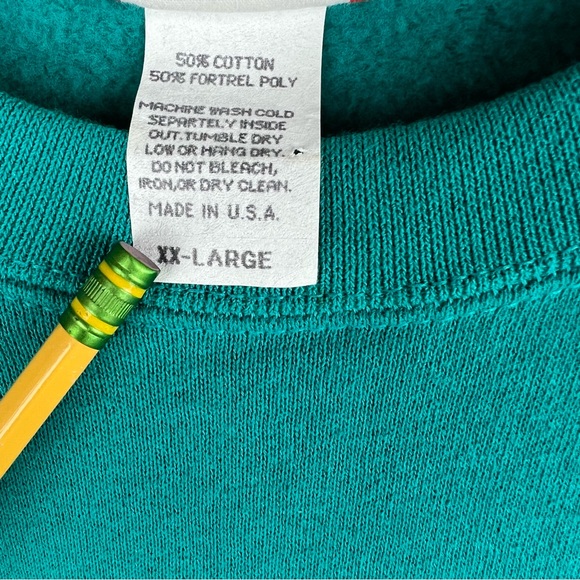 50% COTTON
50% FORTREL POLY
MACHINE WASH COLD
SEPARTELY INSIDE
OUT. TUMBLE DRY
LOW OR HANG DRY.
DO NOT BLEACH,
IRON, OR DRY CLEAN.
MADE IN U.S.A.
XX-LARGE